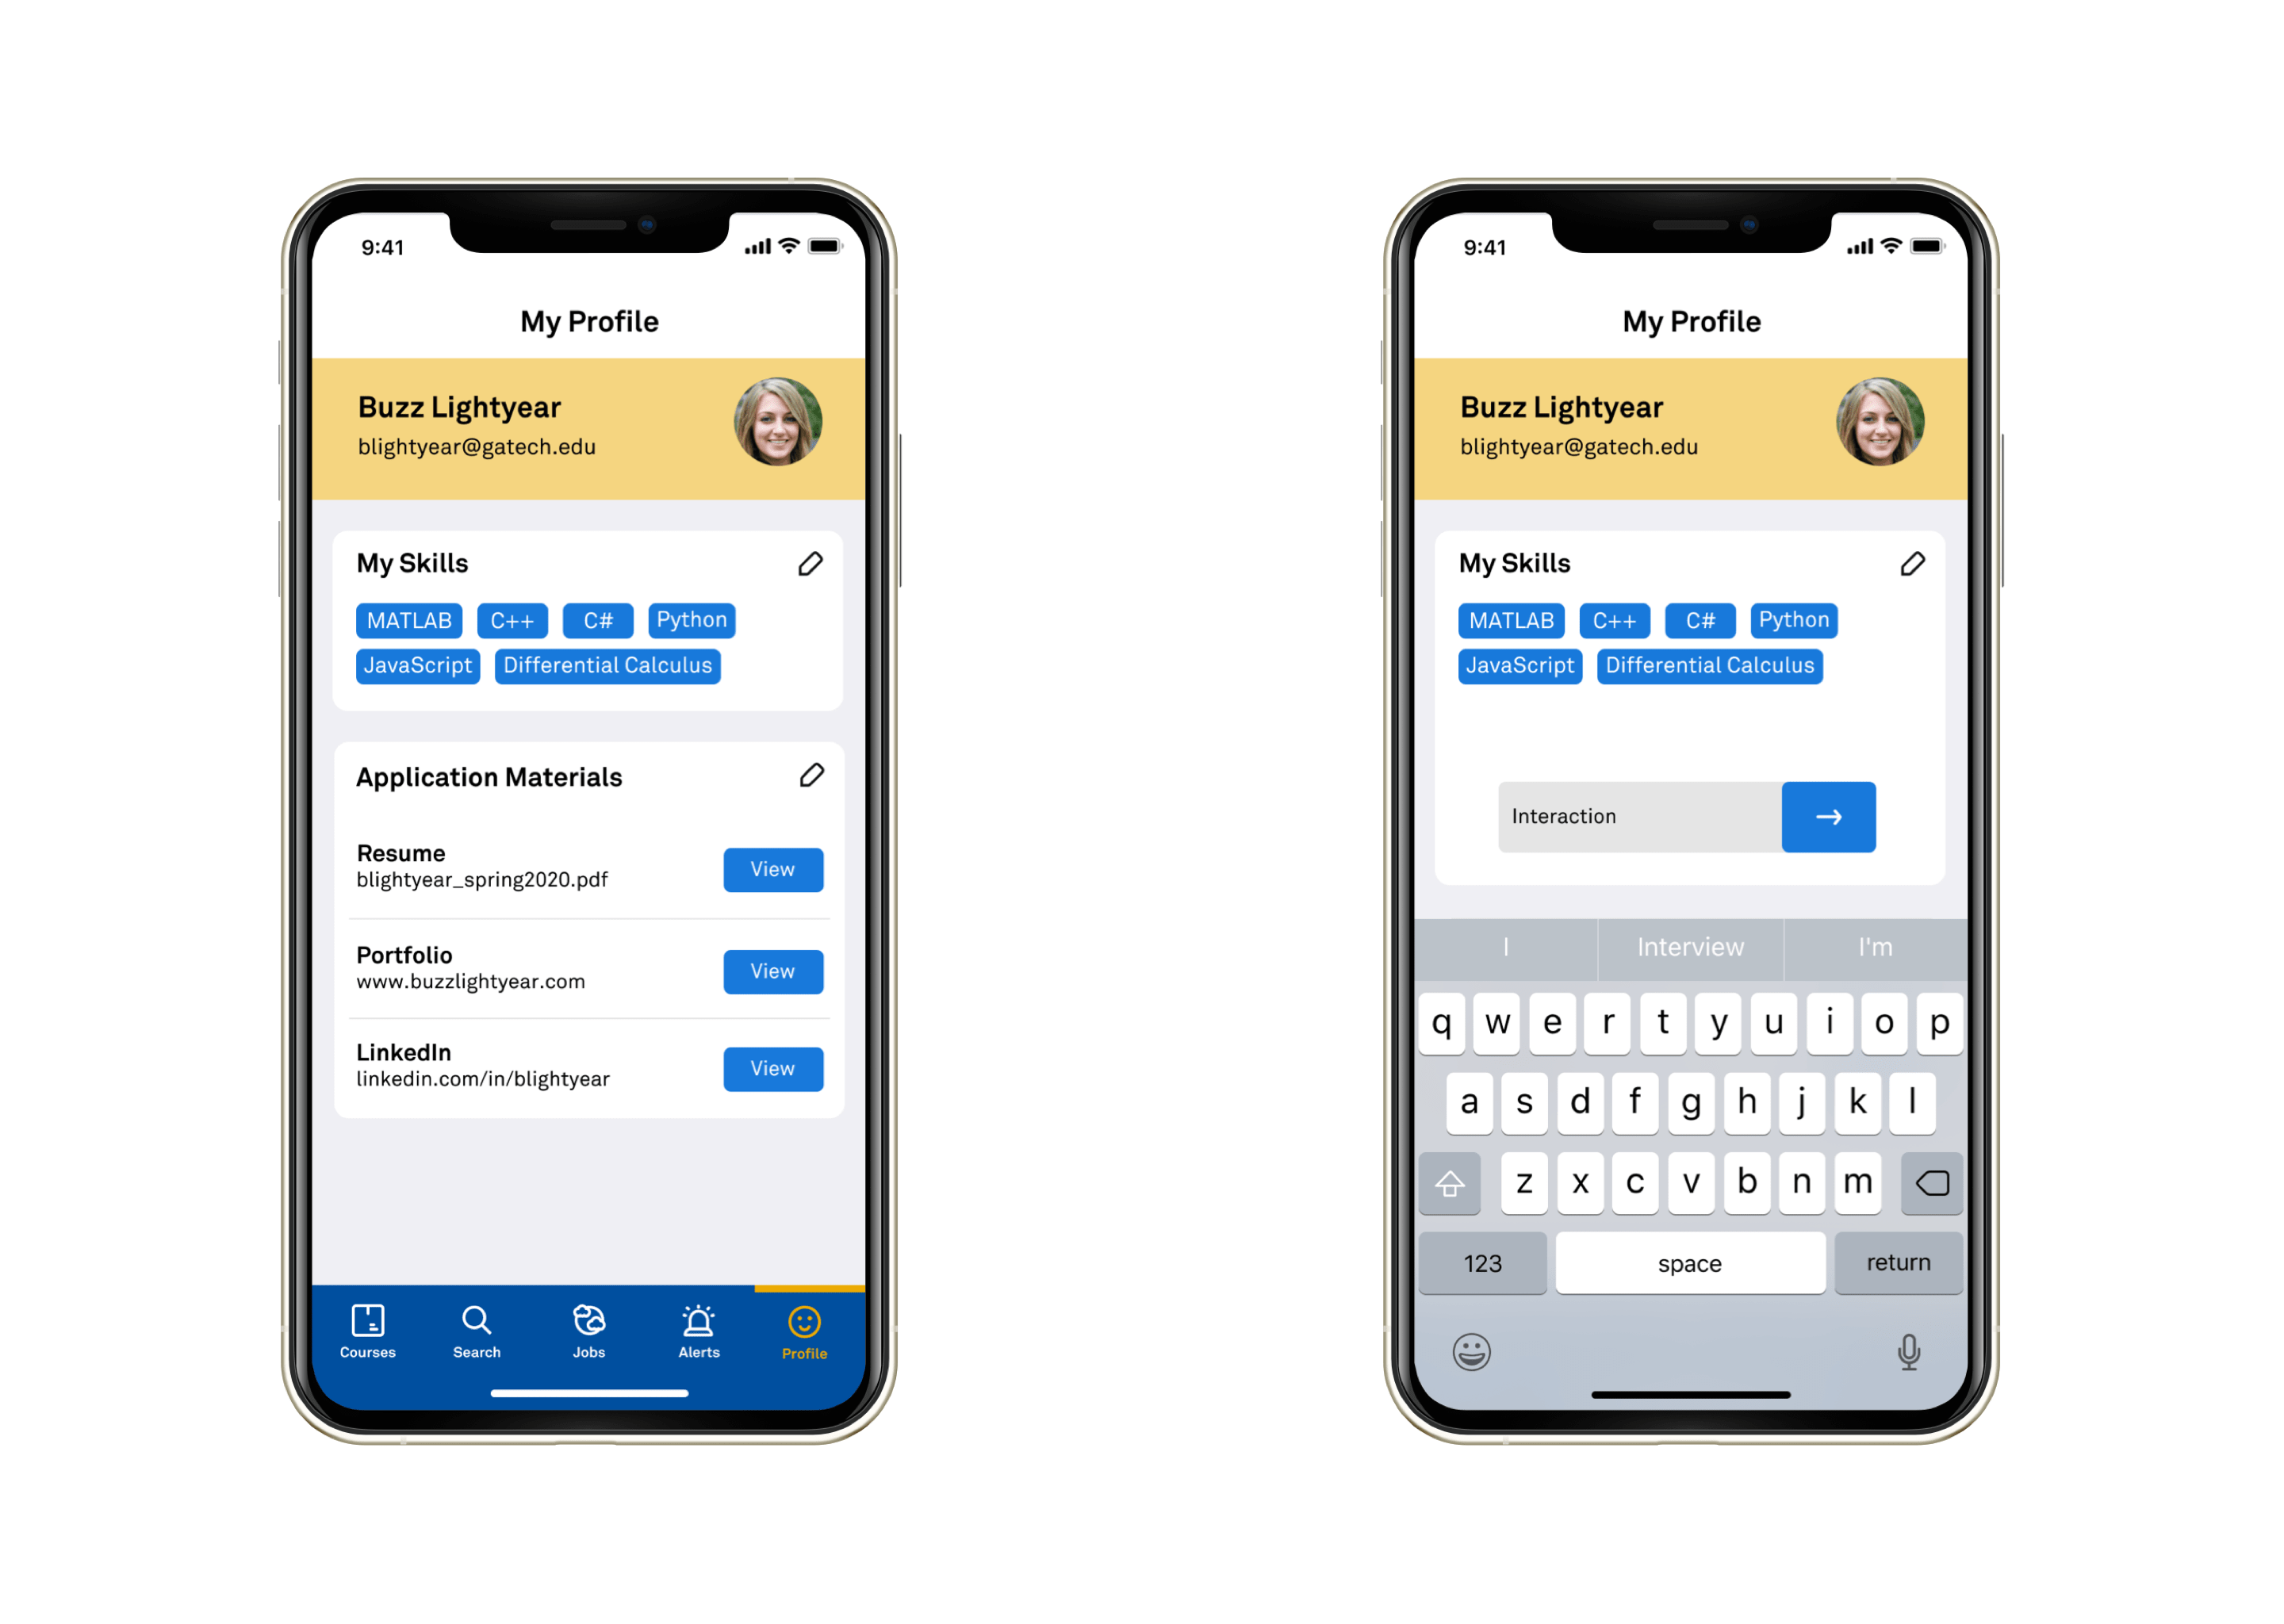 9:41
My Profile
Buzz Lightyear
blightyear@gatech.edu
My Skills
MATLAB C++ C# Python
JavaScript Differential Calculus
Application Materials
Resume
blightyear_spring2020.pdf
View
Portfolio
www.buzzlightyear.com
View
LinkedIn
linkedin.com/in/blightyear
View
Courses Search Jobs Alerts Profile
9:41
My Profile
Buzz Lightyear
blightyear@gatech.edu
My Skills
MATLAB C++ C# Python
JavaScript Differential Calculus
Interaction
I Interview I'm
q w e r t y u i o p
a s d f g h j k l
z x c v b n m
123 space return